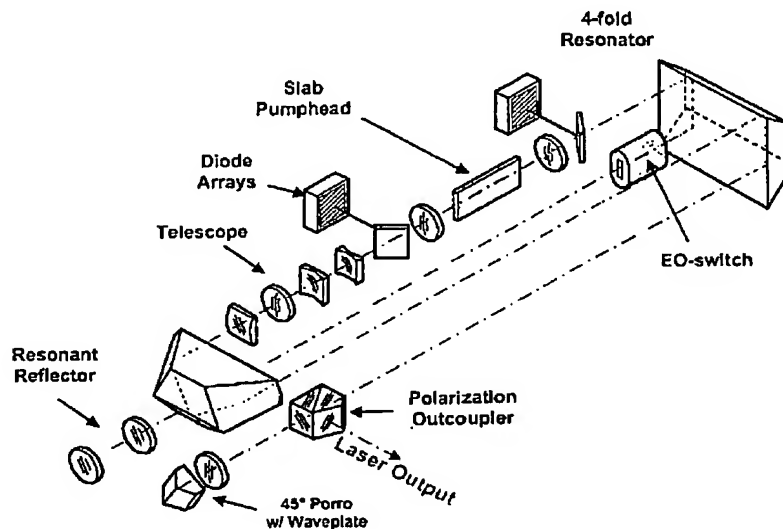 4-fold
Resonator
Slab
Pumphead
Diode
Arrays
Telescope
EO-switch
Resonant
Reflector
Polarization
Outcoupler
Laser Output
45° Porro
w/ Waveplate